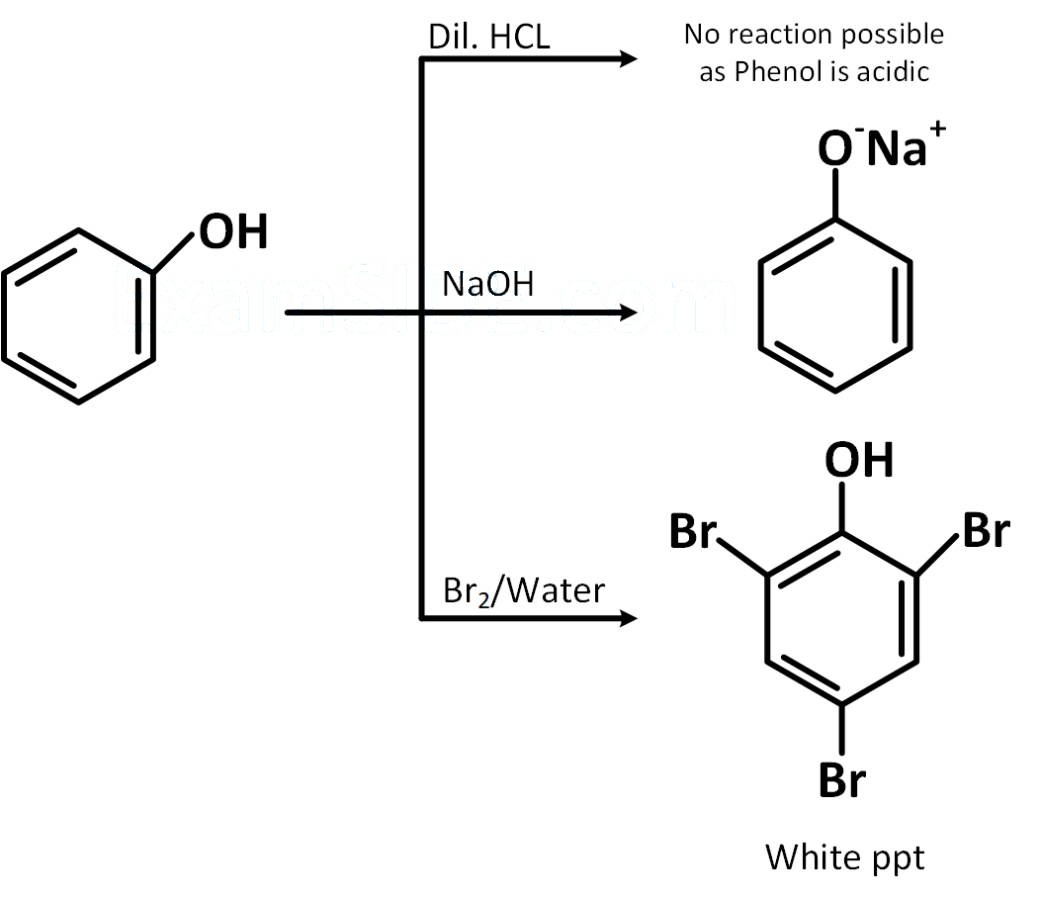 Dil. HCL
No reaction possible
as Phenol is acidic
O⁻Na⁺
OH
NaOH
OH
Br
Br
Br₂/Water
Br
White ppt